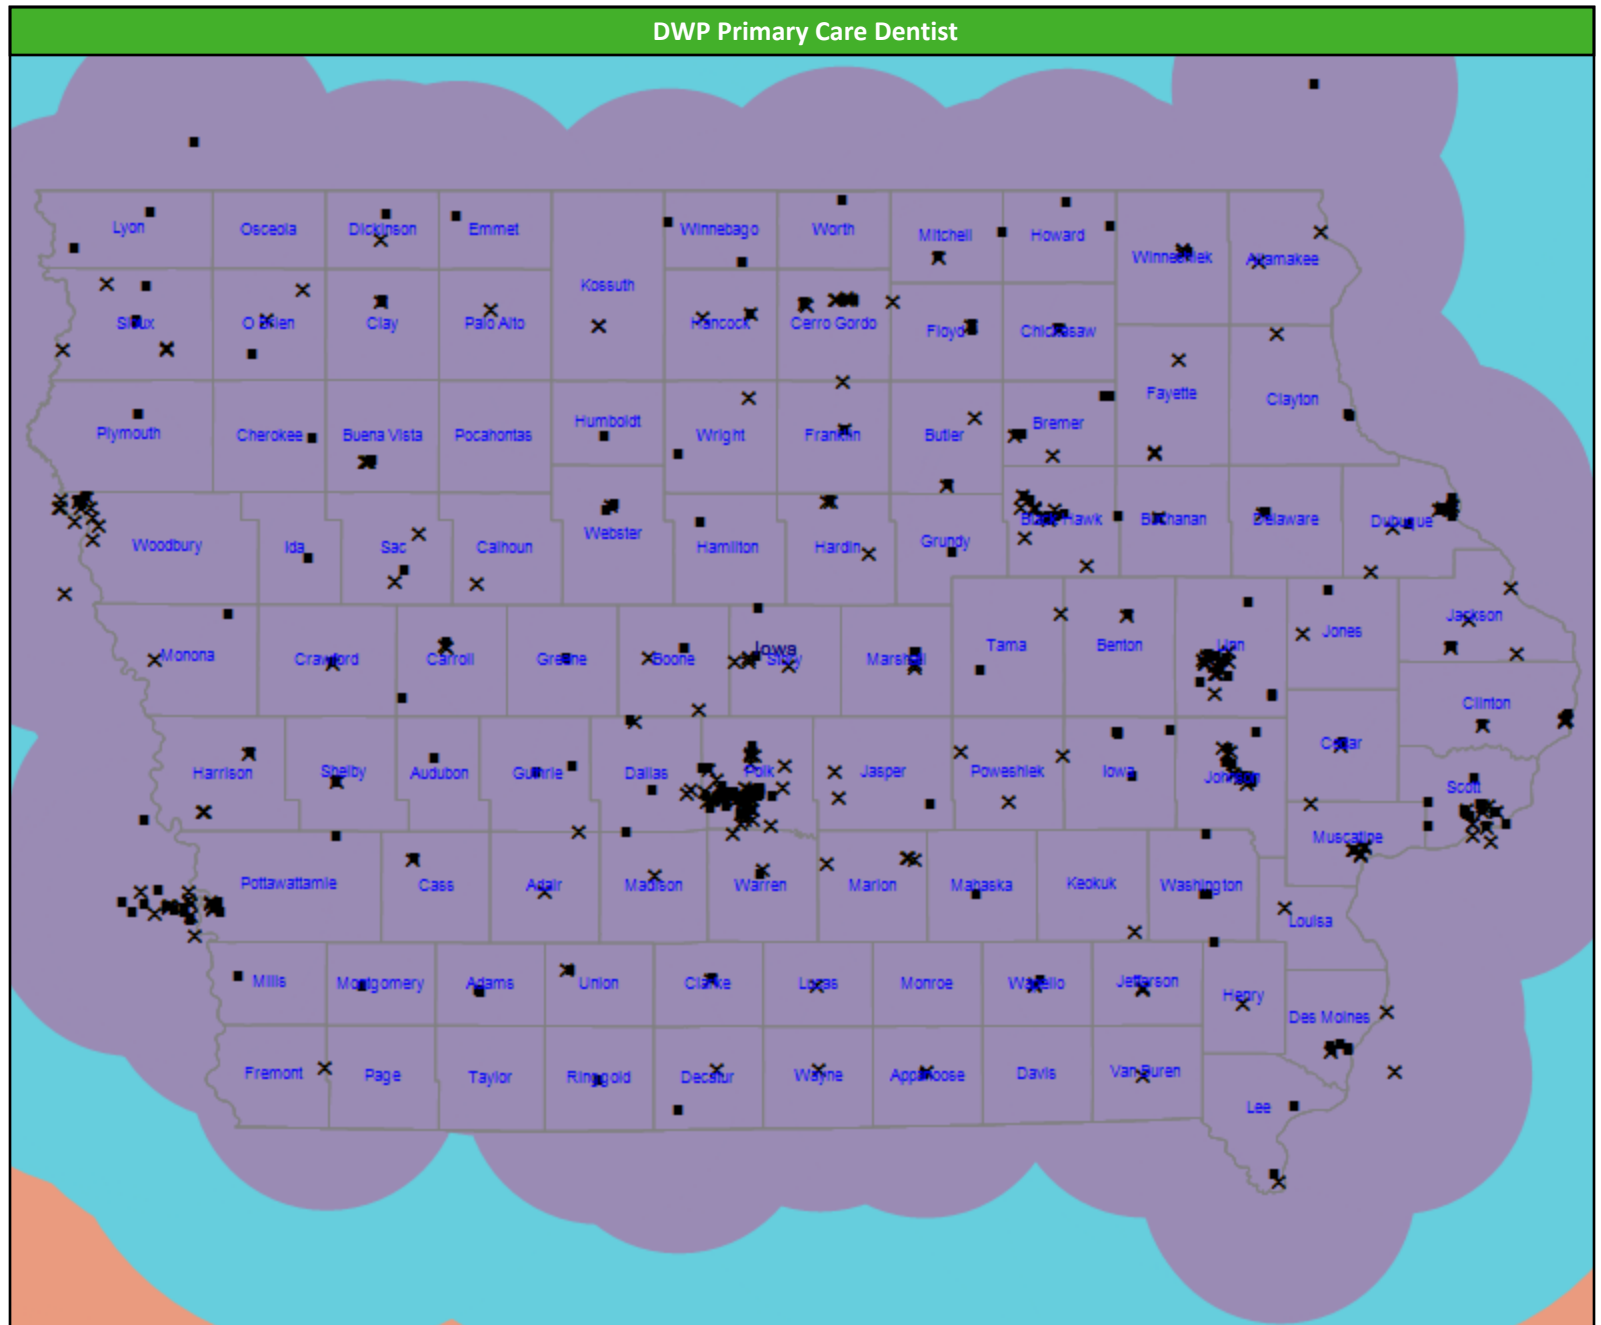 DWP Primary Care Dentist
Lyon Osceola Dickinson Emmet Winnebago Worth Mitchell Howard
Winneshiek Allamakee
Kossuth
Sioux O Brien Clay Palo Alto Hancock Cerro Gordo Floyd Chickasaw
Fayette Clayton
Plymouth Cherokee Buena Vista Pocahontas Humboldt Wright Franklin Butler Bremer
Woodbury Ida Sac Calhoun Webster Hamilton Hardin Grundy Black Hawk Buchanan Delaware Dubuque
Iowa
Monona Crawford Carroll Greene Boone Story Marshall Tama Benton Linn Jones Jackson
Clinton
Harrison Shelby Audubon Guthrie Dallas Polk Jasper Poweshiek Iowa Johnson Cedar Scott
Muscatine
Pottawattamie Cass Adair Madison Warren Marion Mahaska Keokuk Washington
Louisa
Mills Montgomery Adams Union Clarke Lucas Monroe Wapello Jefferson Henry
Des Moines
Fremont Page Taylor Ringgold Decatur Wayne Appanoose Davis Van Buren
Lee